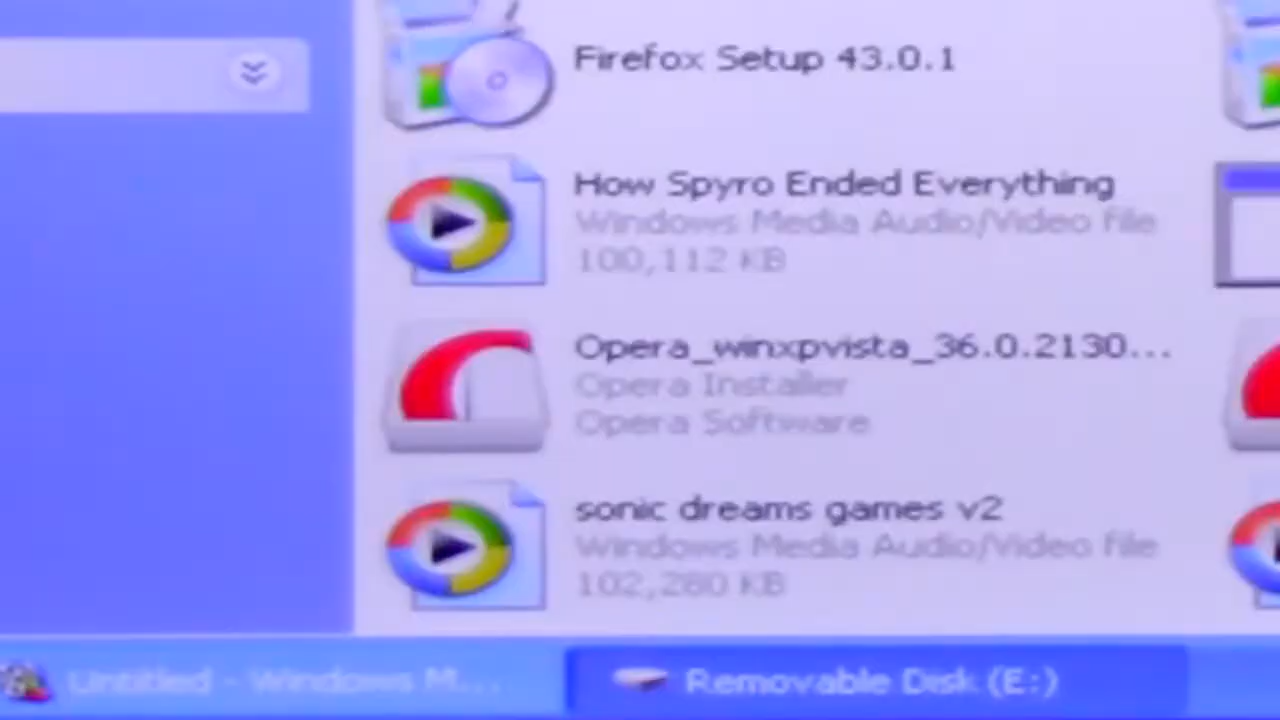 Firefox Setup 43.0.1
How Spyro Ended Everything
Windows Media Audio/Video file
100,112 KB
Opera_winxpvista_36.0.2130...
Opera Installer
Opera Software
sonic dreams games v2
Windows Media Audio/Video file
102,280 KB
Untitled - Windows M...
Removable Disk (E:)